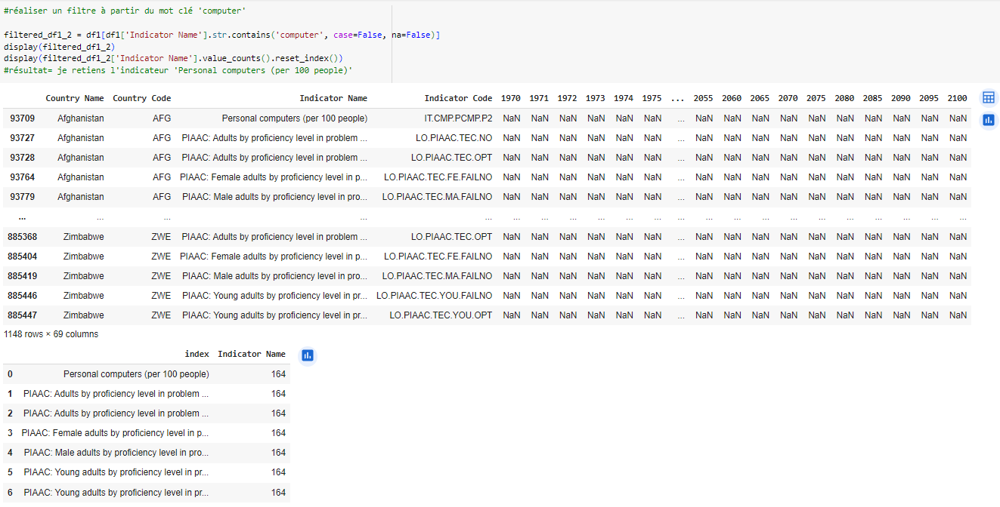 #réaliser un filtre à partir du mot clé 'computer'
filtered_df1_2 = df1[df1['Indicator Name'].str.contains('computer', case=False, na=False)]
display(filtered_df1_2)
display(filtered_df1_2['Indicator Name'].value_counts().reset_index())
#résultat= je retiens l'indicateur 'Personal computers (per 100 people)'
Country Name Country Code Indicator Name Indicator Code 1970 1971 1972 1973 1974 1975 ... 2055 2060 2065 2070 2075 2080 2085 2090 2095 2100
93709 Afghanistan AFG Personal computers (per 100 people) IT.CMP.PCMP.P2 NaN NaN NaN NaN NaN NaN ... NaN NaN NaN NaN NaN NaN NaN NaN NaN NaN
93727 Afghanistan AFG PIAAC: Adults by proficiency level in problem ... LO.PIAAC.TEC.NO NaN NaN NaN NaN NaN NaN ... NaN NaN NaN NaN NaN NaN NaN NaN NaN NaN
93728 Afghanistan AFG PIAAC: Adults by proficiency level in problem ... LO.PIAAC.TEC.OPT NaN NaN NaN NaN NaN NaN ... NaN NaN NaN NaN NaN NaN NaN NaN NaN NaN
93764 Afghanistan AFG PIAAC: Female adults by proficiency level in p... LO.PIAAC.TEC.FE.FAILNO NaN NaN NaN NaN NaN NaN ... NaN NaN NaN NaN NaN NaN NaN NaN NaN NaN
93779 Afghanistan AFG PIAAC: Male adults by proficiency level in pro... LO.PIAAC.TEC.MA.FAILNO NaN NaN NaN NaN NaN NaN ... NaN NaN NaN NaN NaN NaN NaN NaN NaN NaN
... ... ... ... ... ... ... ... ... ... ... ... ... ... ... ... ... ... ... ... ... ...
885368 Zimbabwe ZWE PIAAC: Adults by proficiency level in problem ... LO.PIAAC.TEC.OPT NaN NaN NaN NaN NaN NaN ... NaN NaN NaN NaN NaN NaN NaN NaN NaN NaN
885404 Zimbabwe ZWE PIAAC: Female adults by proficiency level in p... LO.PIAAC.TEC.FE.FAILNO NaN NaN NaN NaN NaN NaN ... NaN NaN NaN NaN NaN NaN NaN NaN NaN NaN
885419 Zimbabwe ZWE PIAAC: Male adults by proficiency level in pro... LO.PIAAC.TEC.MA.FAILNO NaN NaN NaN NaN NaN NaN ... NaN NaN NaN NaN NaN NaN NaN NaN NaN NaN
885446 Zimbabwe ZWE PIAAC: Young adults by proficiency level in pr... LO.PIAAC.TEC.YOU.FAILNO NaN NaN NaN NaN NaN NaN ... NaN NaN NaN NaN NaN NaN NaN NaN NaN NaN
885447 Zimbabwe ZWE PIAAC: Young adults by proficiency level in pr... LO.PIAAC.TEC.YOU.OPT NaN NaN NaN NaN NaN NaN ... NaN NaN NaN NaN NaN NaN NaN NaN NaN NaN
1148 rows × 69 columns
index Indicator Name
0 Personal computers (per 100 people) 164
1 PIAAC: Adults by proficiency level in problem ... 164
2 PIAAC: Adults by proficiency level in problem ... 164
3 PIAAC: Female adults by proficiency level in p... 164
4 PIAAC: Male adults by proficiency level in pro... 164
5 PIAAC: Young adults by proficiency level in pr... 164
6 PIAAC: Young adults by proficiency level in pr... 164